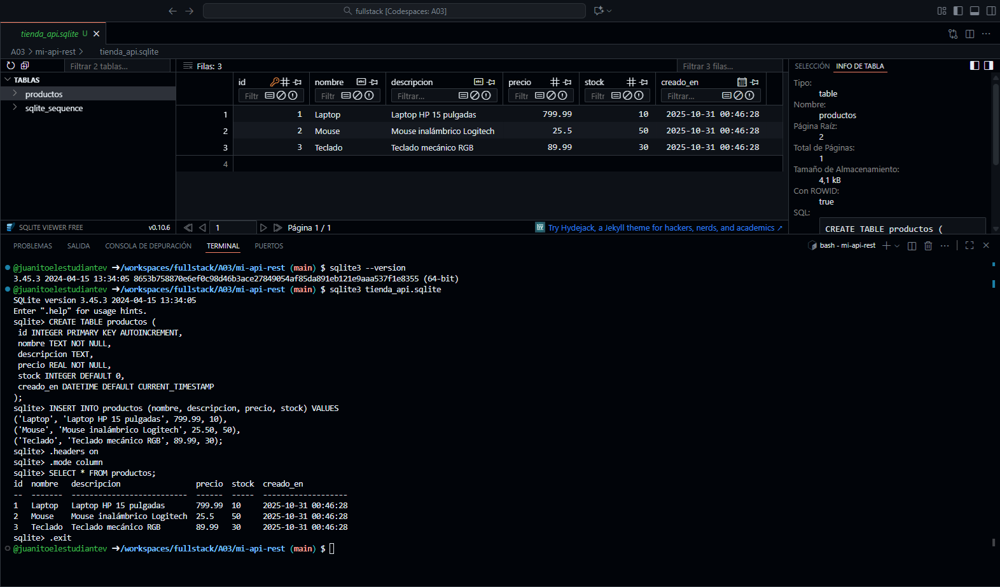 fullstack [Codespaces: A03]
tienda_api.sqlite U
A03 > mi-api-rest > tienda_api.sqlite
Filtrar 2 tablas...
Filas: 3
Filtrar 3 filas...
SELECCIÓN INFO DE TABLA
TABLAS
productos
sqlite_sequence
id nombre descripcion precio stock creado_en
Filtr Filtr Filtrar... Filtr Filtr Filtrar...
1 1 Laptop Laptop HP 15 pulgadas 799.99 10 2025-10-31 00:46:28
2 2 Mouse Mouse inalámbrico Logitech 25.5 50 2025-10-31 00:46:28
3 3 Teclado Teclado mecánico RGB 89.99 30 2025-10-31 00:46:28
4
Tipo:
table
Nombre:
productos
Página Raíz:
2
Total de Páginas:
1
Tamaño de Almacenamiento:
4,1 kB
Con ROWID:
true
SQL:
CREATE TABLE productos (
SQLITE VIEWER FREE v0.10.6
1 Página 1 / 1
Try Hydejack, a Jekyll theme for hackers, nerds, and academics ↗
PROBLEMAS SALIDA CONSOLA DE DEPURACIÓN TERMINAL PUERTOS
bash - mi-api-rest
@juanitoelestudiantev ➜/workspaces/fullstack/A03/mi-api-rest (main) $ sqlite3 --version
3.45.3 2024-04-15 13:34:05 8653b758870e6ef0c98d46b3ace27849054af85da891eb121e9aaa537f1e8355 (64-bit)
@juanitoelestudiantev ➜/workspaces/fullstack/A03/mi-api-rest (main) $ sqlite3 tienda_api.sqlite
SQLite version 3.45.3 2024-04-15 13:34:05
Enter ".help" for usage hints.
sqlite> CREATE TABLE productos (
id INTEGER PRIMARY KEY AUTOINCREMENT,
nombre TEXT NOT NULL,
descripcion TEXT,
precio REAL NOT NULL,
stock INTEGER DEFAULT 0,
creado_en DATETIME DEFAULT CURRENT_TIMESTAMP
);
sqlite> INSERT INTO productos (nombre, descripcion, precio, stock) VALUES
('Laptop', 'Laptop HP 15 pulgadas', 799.99, 10),
('Mouse', 'Mouse inalámbrico Logitech', 25.50, 50),
('Teclado', 'Teclado mecánico RGB', 89.99, 30);
sqlite> .headers on
sqlite> .mode column
sqlite> SELECT * FROM productos;
id nombre descripcion precio stock creado_en
-- ------- -------------------------- ------ ----- -------------------
1 Laptop Laptop HP 15 pulgadas 799.99 10 2025-10-31 00:46:28
2 Mouse Mouse inalámbrico Logitech 25.5 50 2025-10-31 00:46:28
3 Teclado Teclado mecánico RGB 89.99 30 2025-10-31 00:46:28
sqlite> .exit
@juanitoelestudiantev ➜/workspaces/fullstack/A03/mi-api-rest (main) $